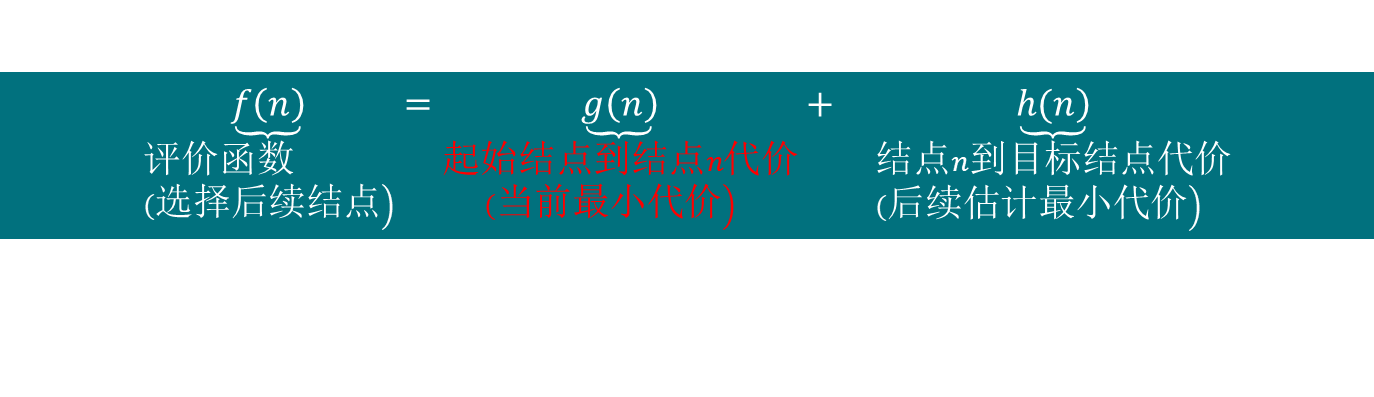 f(n) = g(n) + h(n)
评价函数 起始结点到结点n代价 结点n到目标结点代价
(选择后续结点) (当前最小代价) (后续估计最小代价)